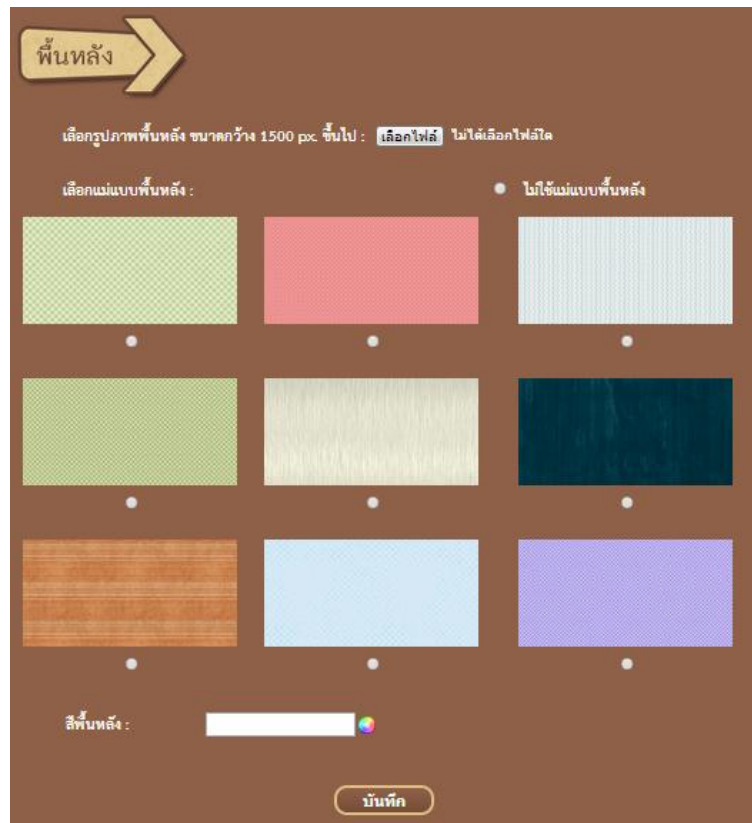 พื้นหลัง
เลือกรูปภาพพื้นหลัง ขนาดกว้าง 1500 px. ขึ้นไป : เลือกไฟล์ ไม่ได้เลือกไฟล์ใด
เลือกแม่แบบพื้นหลัง : ไม่ใช้แม่แบบพื้นหลัง
สีพื้นหลัง :
บันทึก